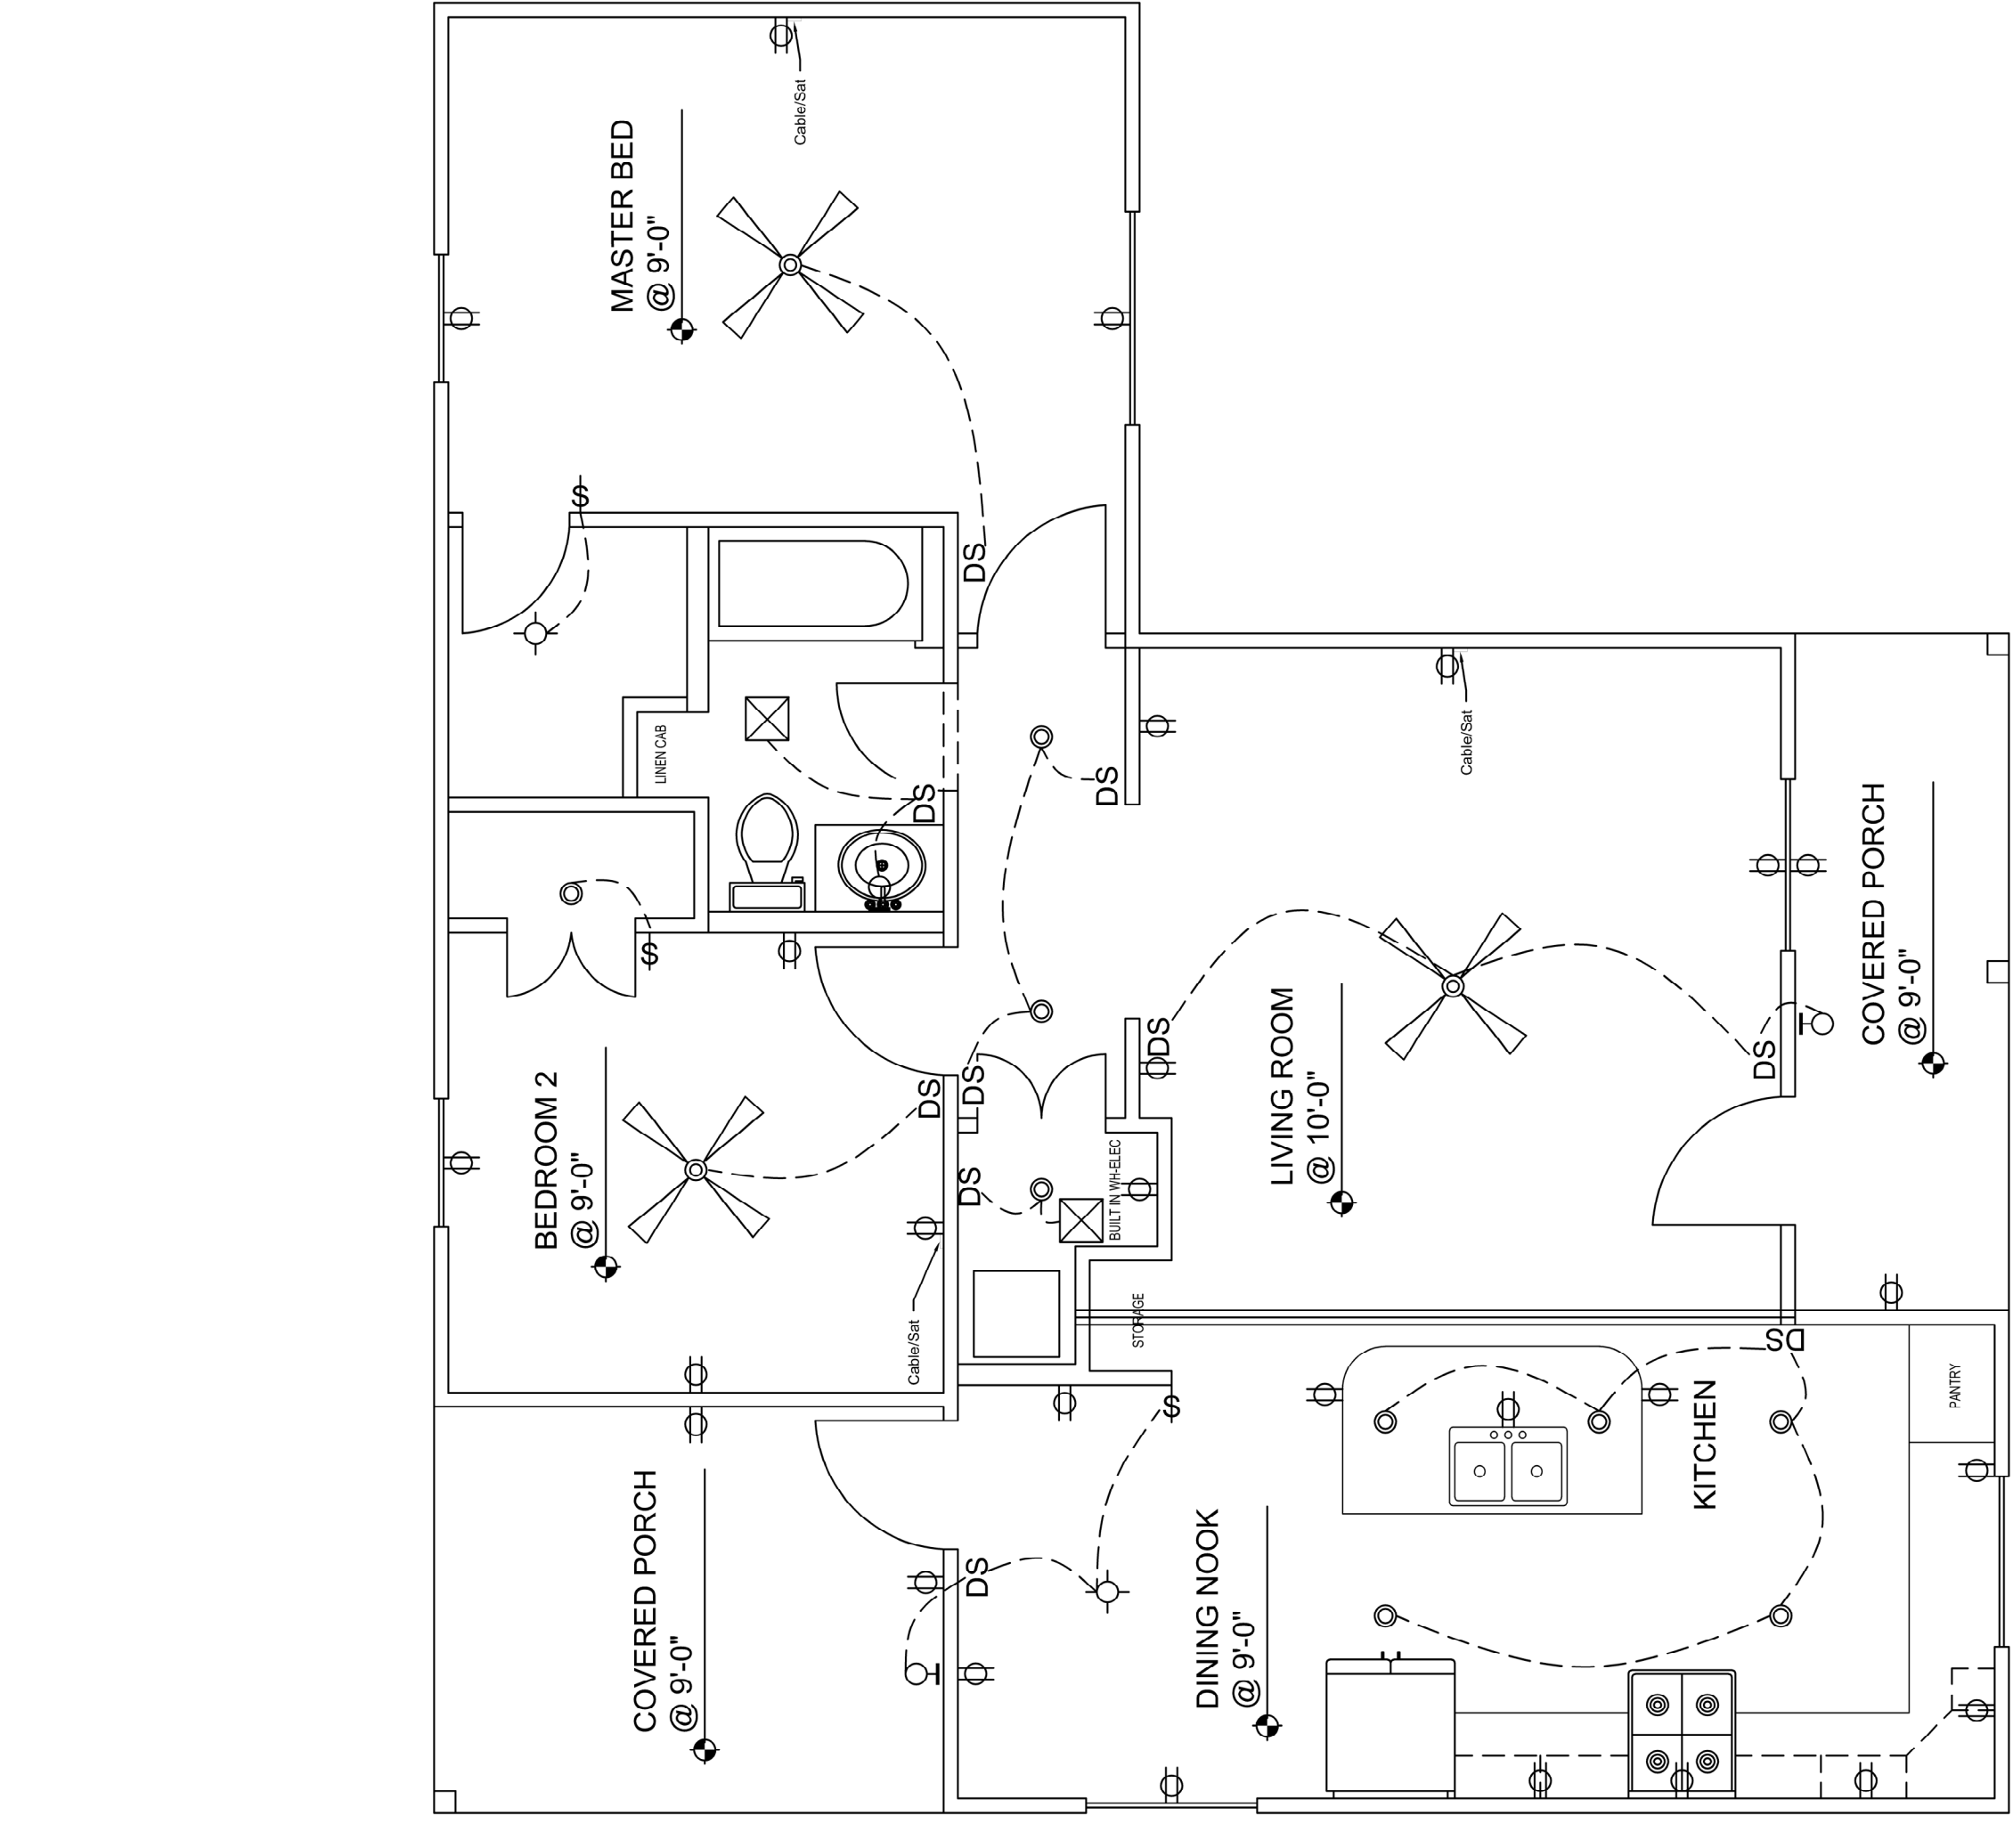 Cable/Sat
MASTER BED
@ 9'-0"
$
DS
LINEN CAB
DS
DS
Cable/Sat
$
COVERED PORCH
@ 9'-0"
BEDROOM 2
@ 9'-0"
DS
DS
DS
DS
DS
BUILT IN WH-ELEC
LIVING ROOM
@ 10'-0"
Cable/Sat
STORAGE
DS
$
PANTRY
KITCHEN
COVERED PORCH
@ 9'-0"
DS
DINING NOOK
@ 9'-0"